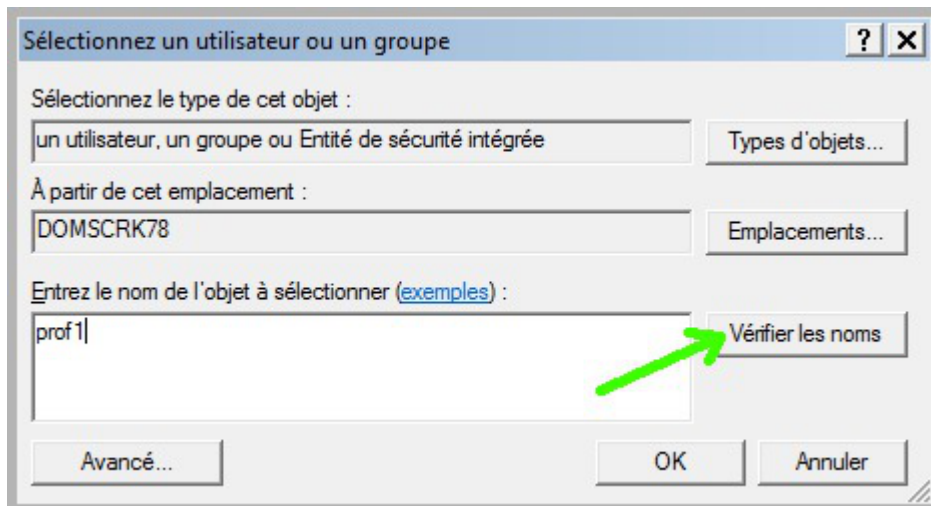 Sélectionnez un utilisateur ou un groupe
Sélectionnez le type de cet objet :
un utilisateur, un groupe ou Entité de sécurité intégrée
Types d'objets...
À partir de cet emplacement :
DOMSCRK78
Emplacements...
Entrez le nom de l'objet à sélectionner (exemples) :
prof1
Vérifier les noms
Avancé...
OK
Annuler